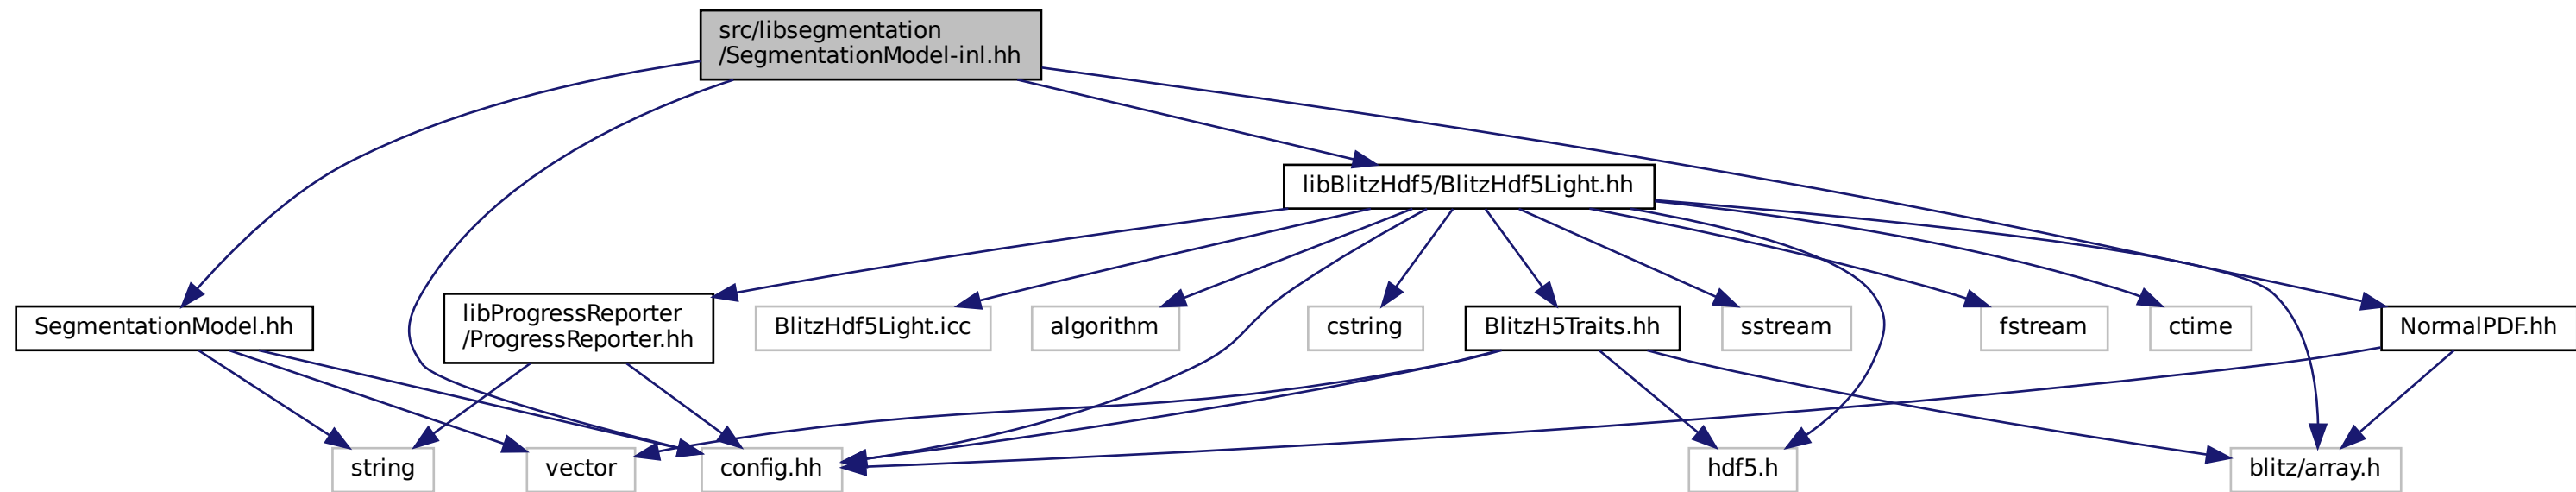 src/libsegmentation
/SegmentationModel-inl.hh
libBlitzHdf5/BlitzHdf5Light.hh
SegmentationModel.hh
libProgressReporter
/ProgressReporter.hh
BlitzHdf5Light.icc
algorithm
cstring
BlitzH5Traits.hh
sstream
fstream
ctime
NormalPDF.hh
string
vector
config.hh
hdf5.h
blitz/array.h